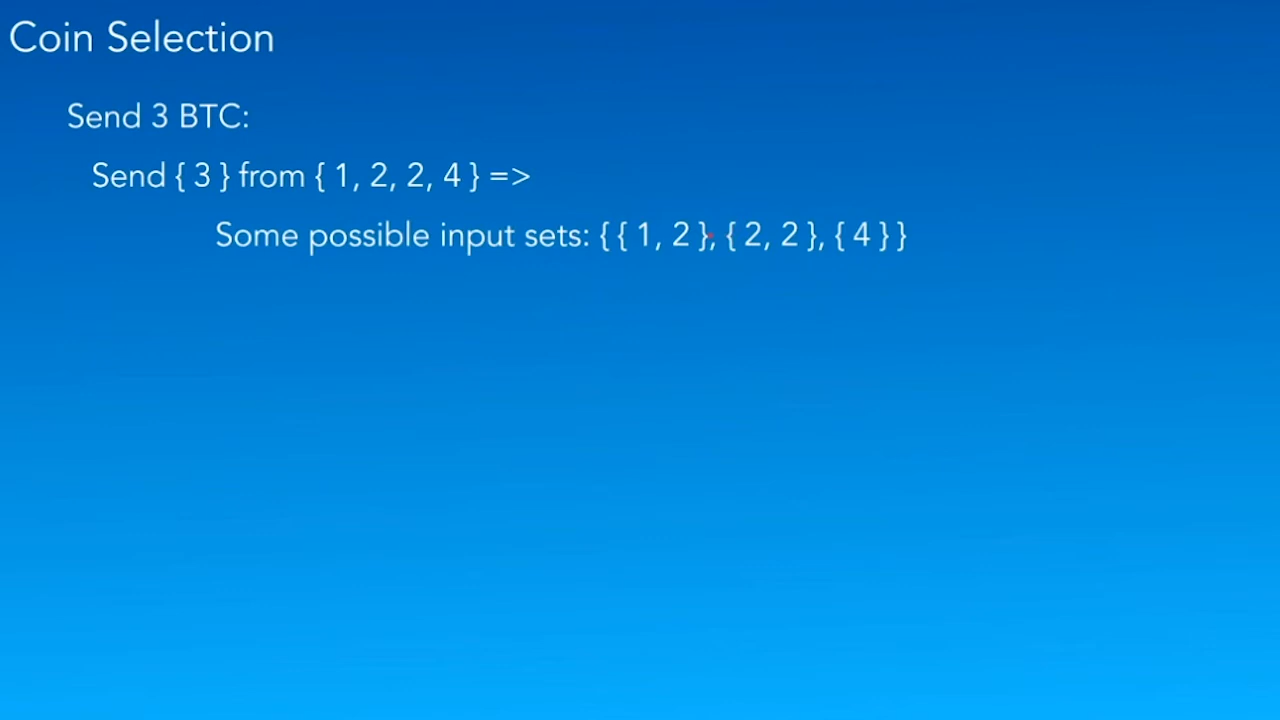 Coin Selection
Send 3 BTC:
Send { 3 } from { 1, 2, 2, 4 } =>
Some possible input sets: { { 1, 2 }, { 2, 2 }, { 4 } }